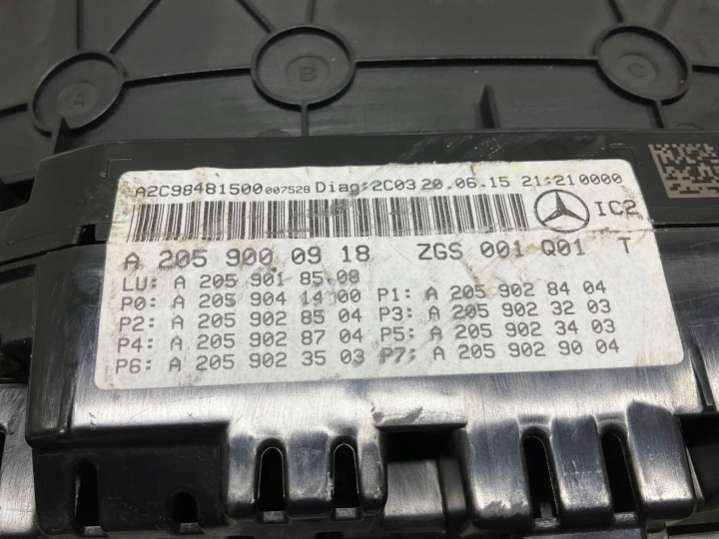 A B C
A2C98481500 007528 Diag:2C03 20.06.15 21:21 0000
IC2
A 205 900 09 18 ZGS 001 Q01 T
LU: A 205 901 85.08
P0: A 205 904 14 00 P1: A 205 902 84 04
P2: A 205 902 85 04 P3: A 205 902 32 03
P4: A 205 902 87 04 P5: A 205 902 34 03
P6: A 205 902 35 03 P7: A 205 902 90 04